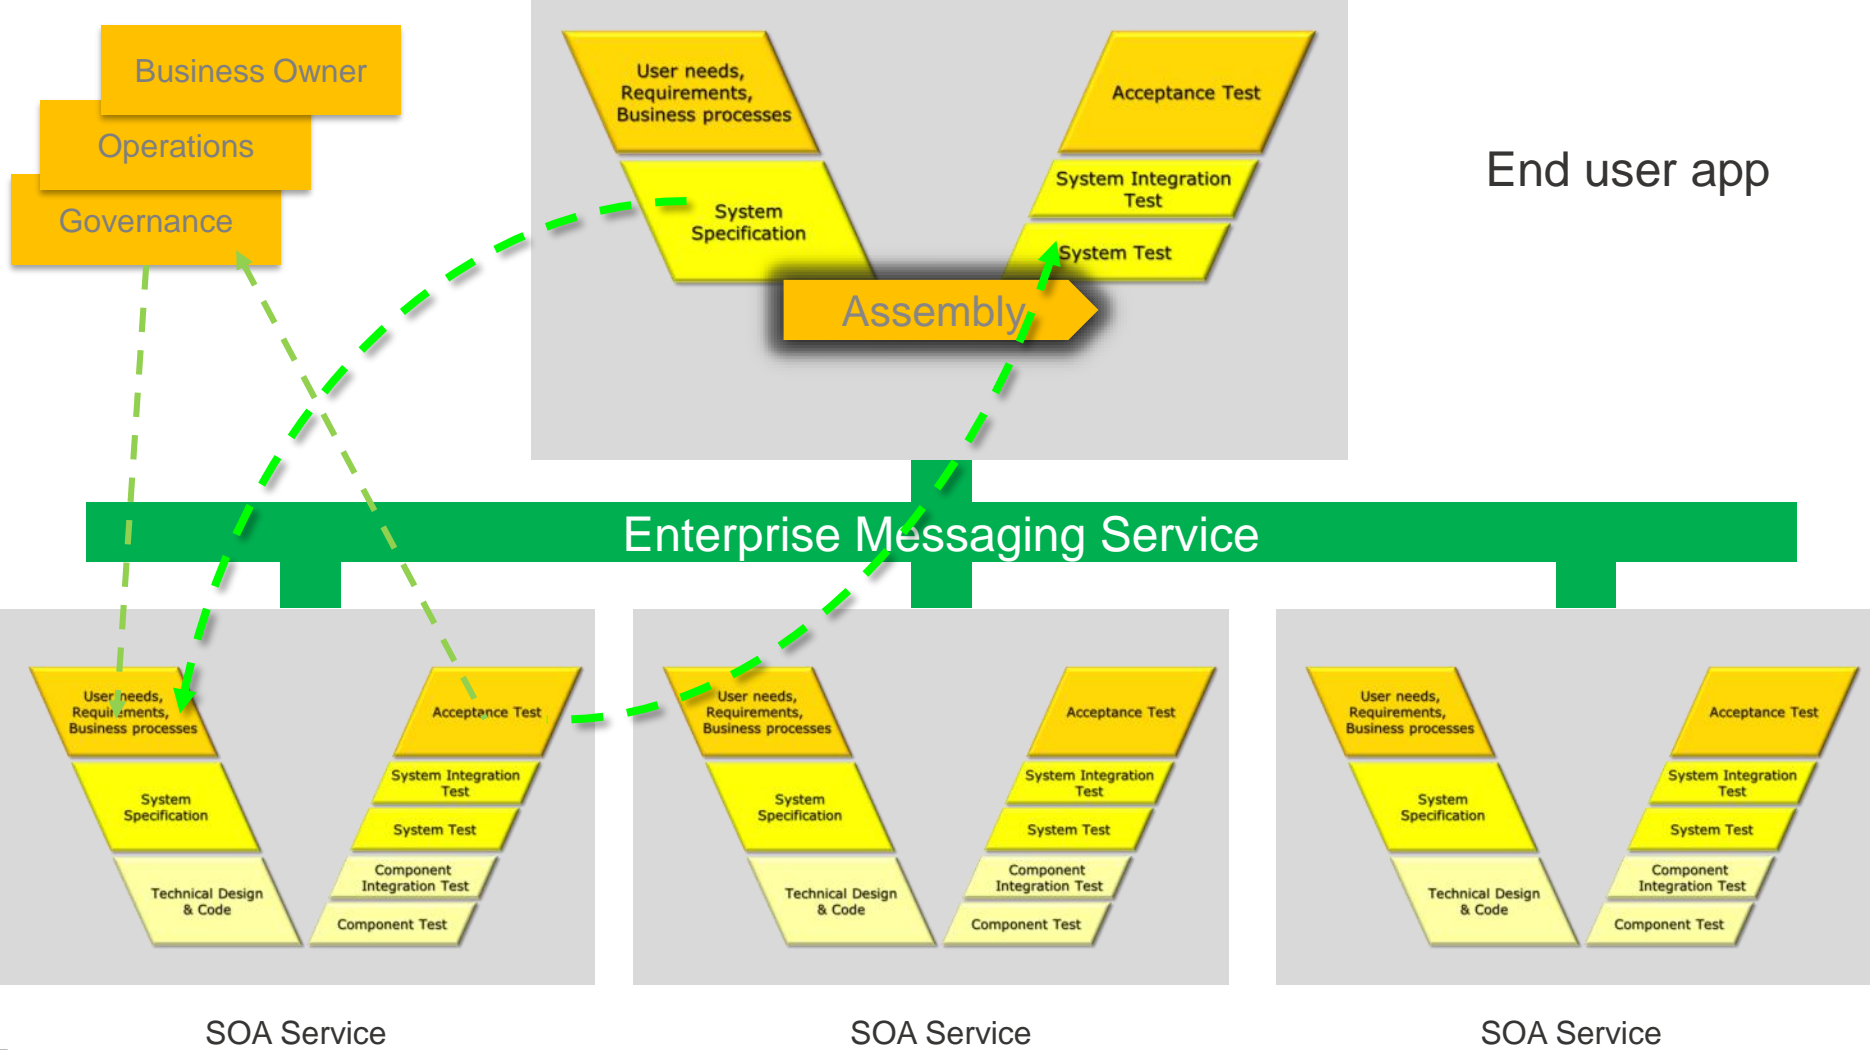 Business Owner
Operations
Governance
User needs,
Requirements,
Business processes
System
Specification
Assembly
Acceptance Test
System Integration
Test
System Test
End user app
Enterprise Messaging Service
User needs,
Requirements,
Business processes
System
Specification
Technical Design
& Code
Acceptance Test
System Integration
Test
System Test
Component
Integration Test
Component Test
SOA Service
User needs,
Requirements,
Business processes
System
Specification
Technical Design
& Code
Acceptance Test
System Integration
Test
System Test
Component
Integration Test
Component Test
SOA Service
User needs,
Requirements,
Business processes
System
Specification
Technical Design
& Code
Acceptance Test
System Integration
Test
System Test
Component
Integration Test
Component Test
SOA Service